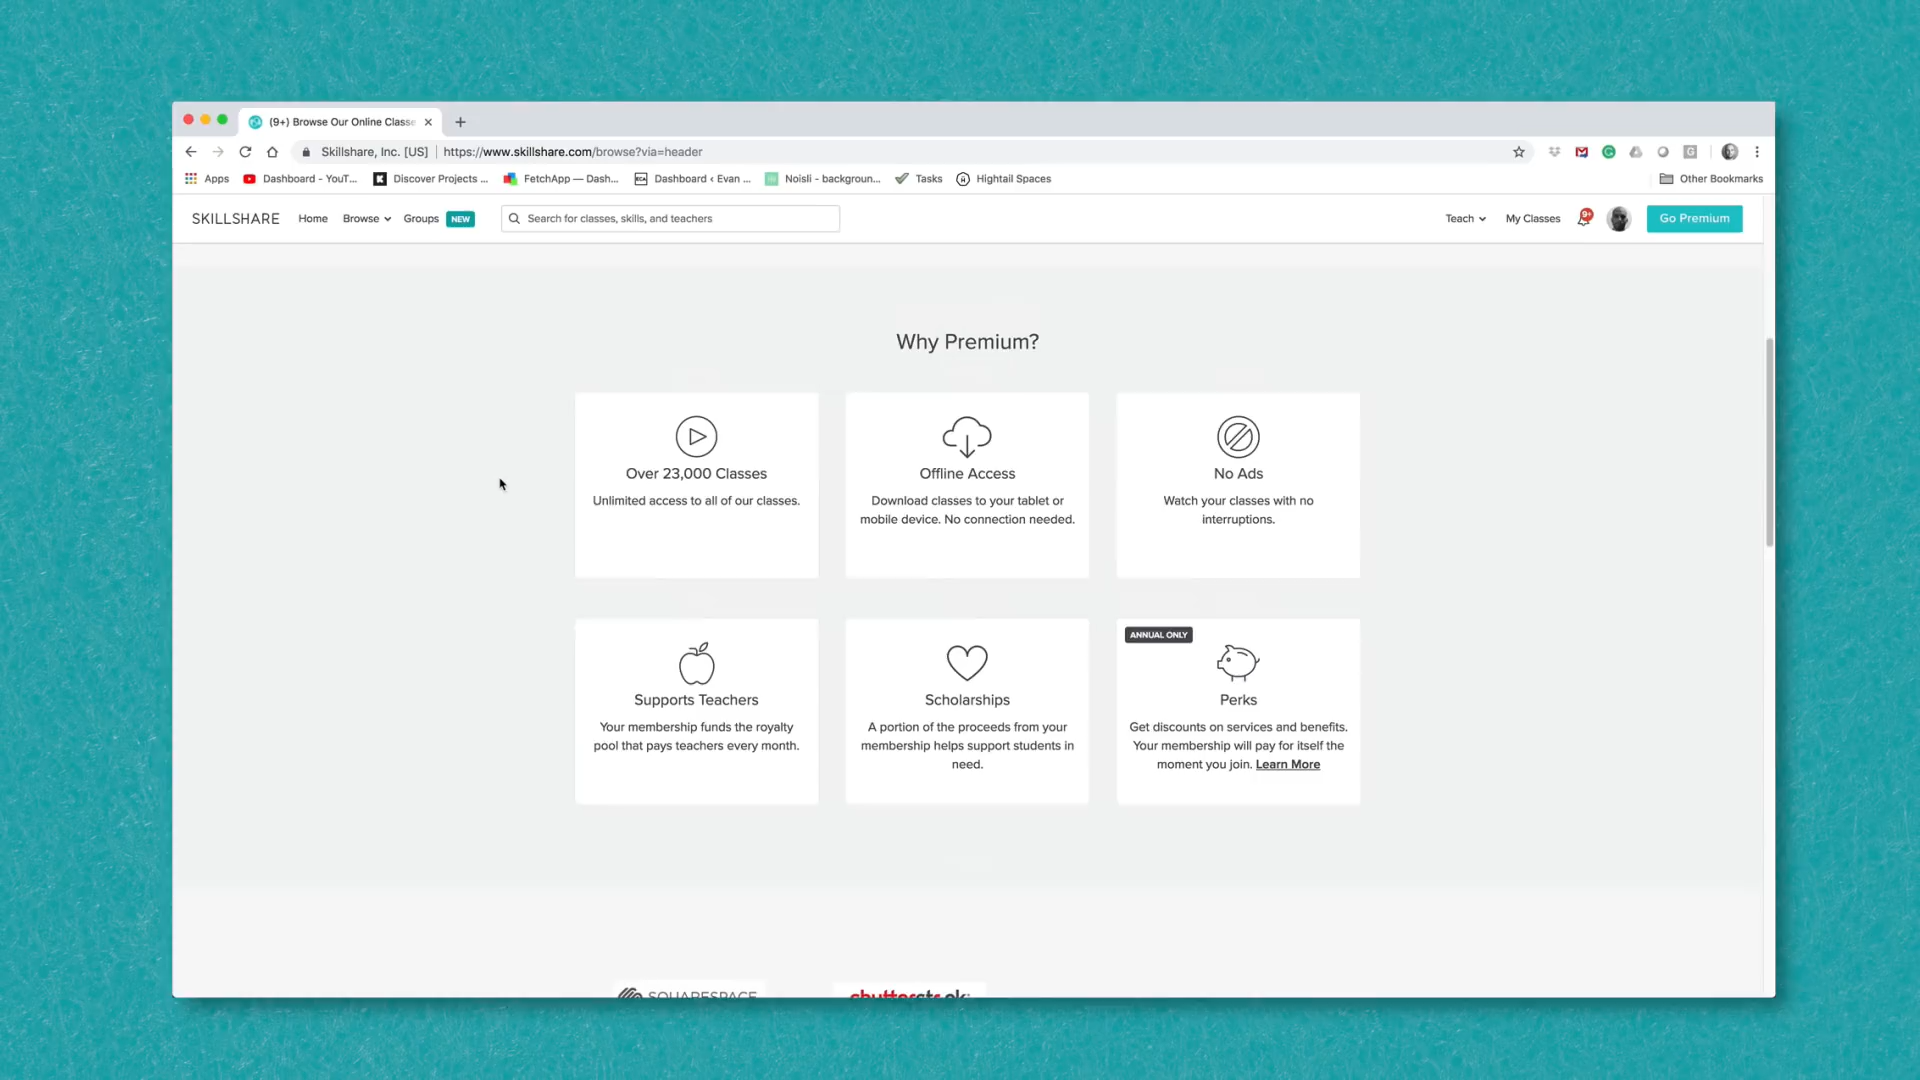 (9+) Browse Our Online Classe
Skillshare, Inc. [US] https://www.skillshare.com/browse?via=header
Apps Dashboard - YouT... Discover Projects ... FetchApp — Dash... Dashboard ‹ Evan ... Noisli - backgroun... Tasks Hightail Spaces Other Bookmarks
SKILLSHARE Home Browse Groups NEW Search for classes, skills, and teachers Teach My Classes 9+ Go Premium
Why Premium?
Over 23,000 Classes
Unlimited access to all of our classes.
Offline Access
Download classes to your tablet or
mobile device. No connection needed.
No Ads
Watch your classes with no
interruptions.
Supports Teachers
Your membership funds the royalty
pool that pays teachers every month.
Scholarships
A portion of the proceeds from your
membership helps support students in
need.
ANNUAL ONLY
Perks
Get discounts on services and benefits.
Your membership will pay for itself the
moment you join. Learn More
SQUARESPACE